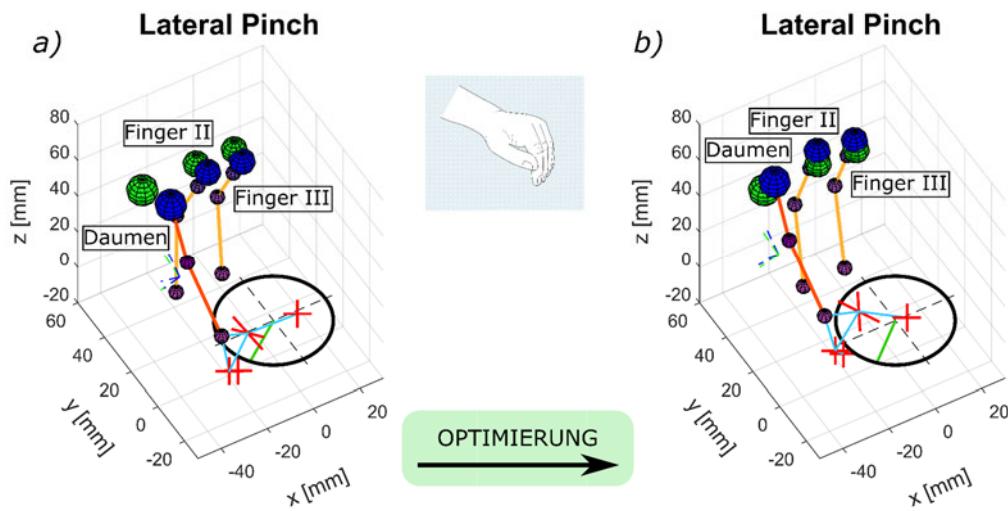 a)
Lateral Pinch
80
60
40
20
0
-20
z [mm]
60
40
20
0
-20
y [mm]
-40
-20
0
20
x [mm]
Finger II
Finger III
Daumen
OPTIMIERUNG
b)
Lateral Pinch
80
60
40
20
0
-20
z [mm]
60
40
20
0
-20
y [mm]
-40
-20
0
20
x [mm]
Finger II
Daumen
Finger III